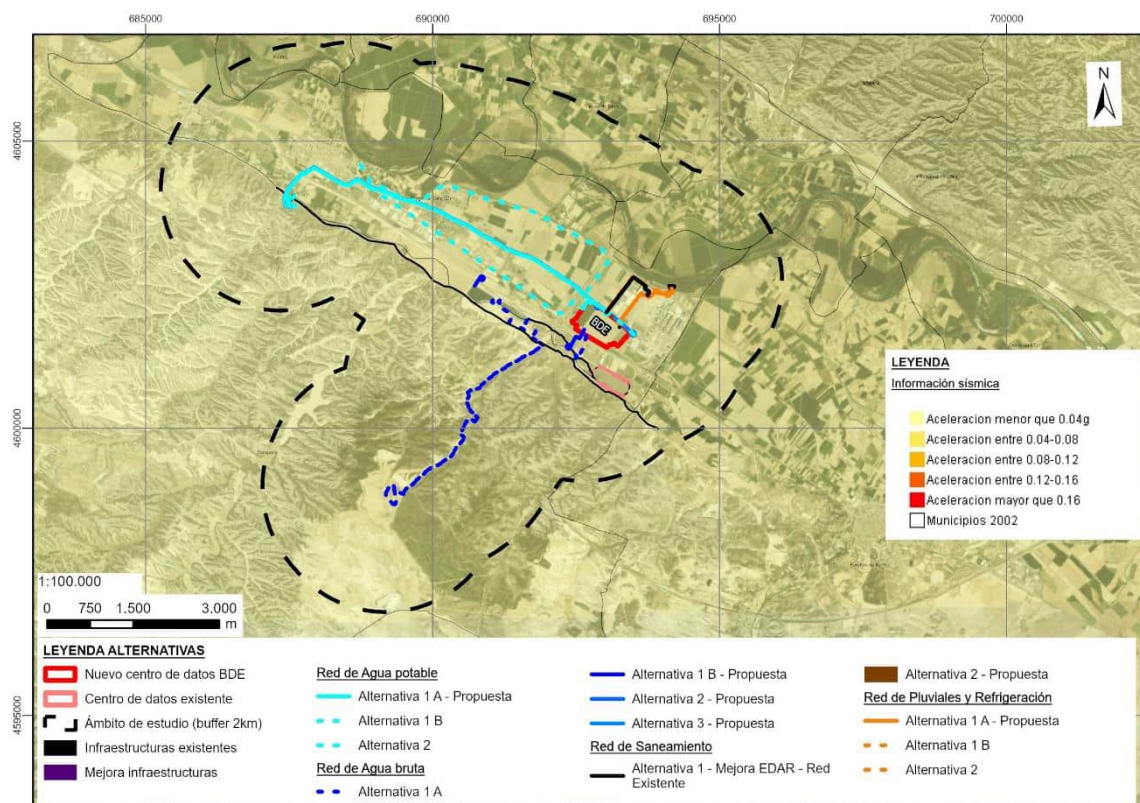 685000
690000
695000
700000
4605000
4600000
4595000
N
BDE
LEYENDA
Información sísmica
Aceleracion menor que 0.04g
Aceleracion entre 0.04-0.08
Aceleracion entre 0.08-0.12
Aceleracion entre 0.12-0.16
Aceleracion mayor que 0.16
Municipios 2002
1:100.000
0 750 1.500 3.000
m
LEYENDA ALTERNATIVAS
Nuevo centro de datos BDE
Centro de datos existente
Ámbito de estudio (buffer 2km)
Infraestructuras existentes
Mejora infraestructuras
Red de Agua potable
Alternativa 1 A - Propuesta
Alternativa 1 B
Alternativa 2
Red de Agua bruta
Alternativa 1 A
Alternativa 1 B - Propuesta
Alternativa 2 - Propuesta
Alternativa 3 - Propuesta
Red de Saneamiento
Alternativa 1 - Mejora EDAR - Red
Existente
Alternativa 2 - Propuesta
Red de Pluviales y Refrigeración
Alternativa 1 A - Propuesta
Alternativa 1 B
Alternativa 2